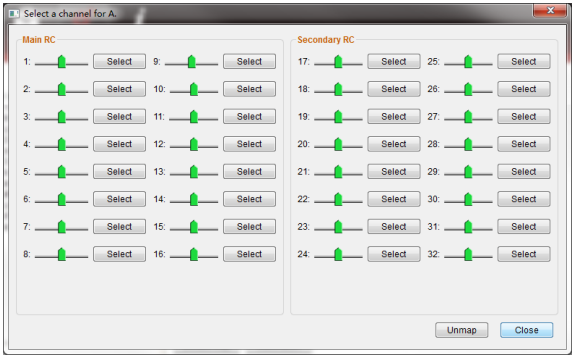 Select a channel for A.
Main RC
Secondary RC
1: Select 9: Select 17: Select 25: Select
2: Select 10: Select 18: Select 26: Select
3: Select 11: Select 19: Select 27: Select
4: Select 12: Select 20: Select 28: Select
5: Select 13: Select 21: Select 29: Select
6: Select 14: Select 22: Select 30: Select
7: Select 15: Select 23: Select 31: Select
8: Select 16: Select 24: Select 32: Select
Unmap Close